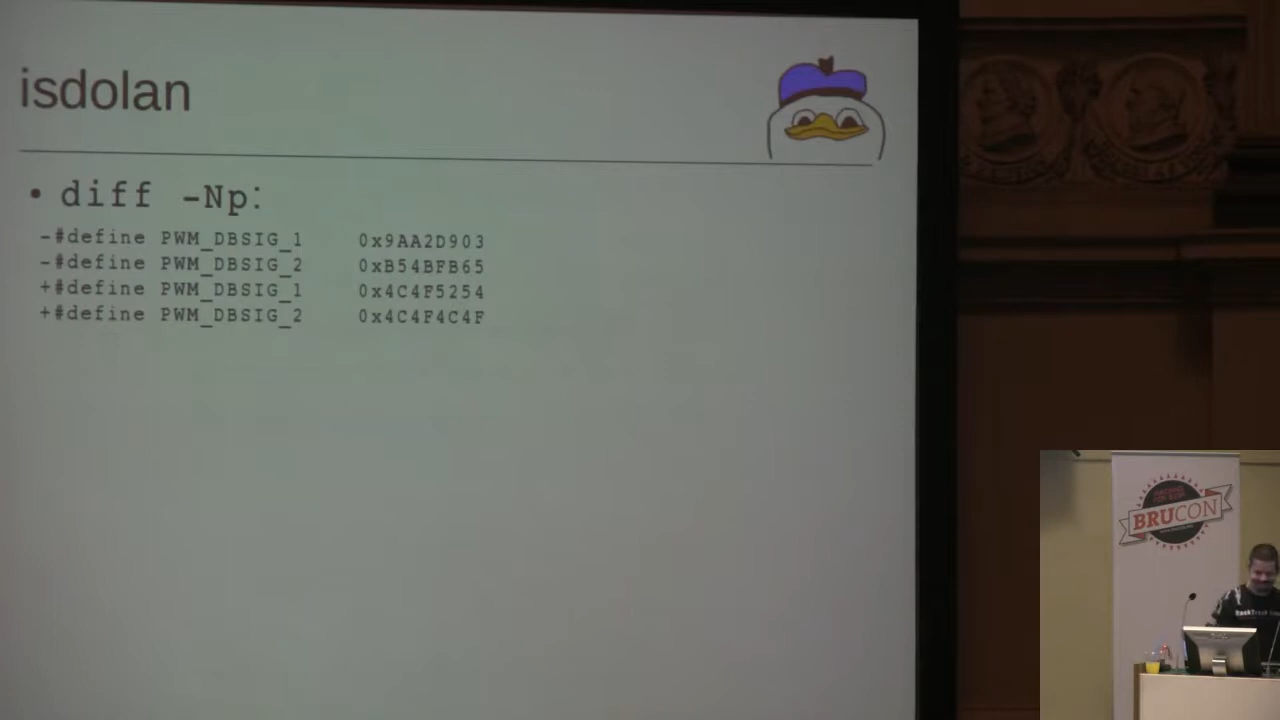 isdolan
• diff -Np:
-#define PWM_DBSIG_1 0x9AA2D903
-#define PWM_DBSIG_2 0xB54BFB65
+#define PWM_DBSIG_1 0x4C4F5254
+#define PWM_DBSIG_2 0x4C4F4C4F
BRUCON